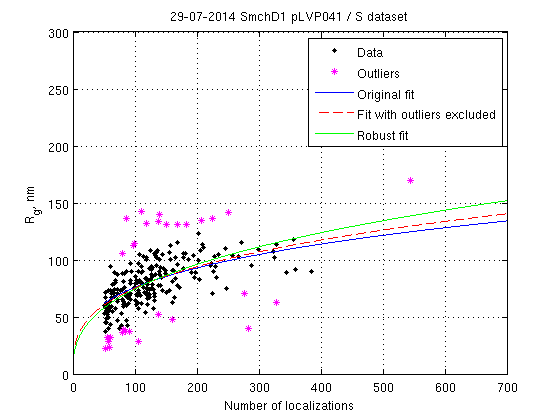 29-07-2014 SmchD1 pLVP041 / S dataset
300
250
200
150
100
50
0
R_g, nm
Data
Outliers
Original fit
Fit with outliers excluded
Robust fit
0 100 200 300 400 500 600 700
Number of localizations